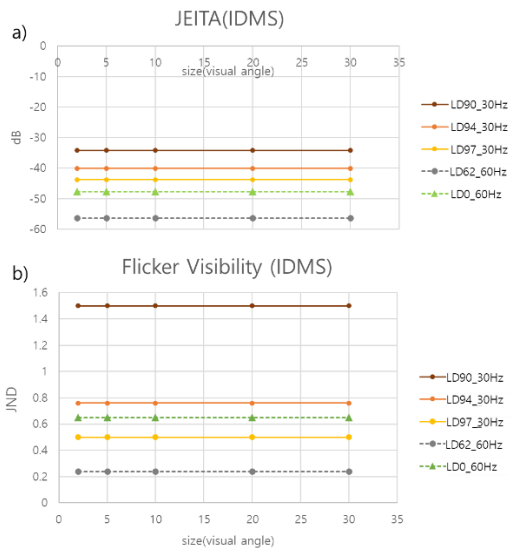 JEITA(IDMS)
a)
0
0 5 10 15 20 25 30 35
size(visual angle)
-10
-20
-30
-40
-50
-60
dB
LD90_30Hz
LD94_30Hz
LD97_30Hz
LD62_60Hz
LD0_60Hz
b)
Flicker Visibility (IDMS)
1.6
1.4
1.2
1
0.8
0.6
0.4
0.2
0
JND
0 5 10 15 20 25 30 35
size(visual angle)
LD90_30Hz
LD94_30Hz
LD97_30Hz
LD62_60Hz
LD0_60Hz